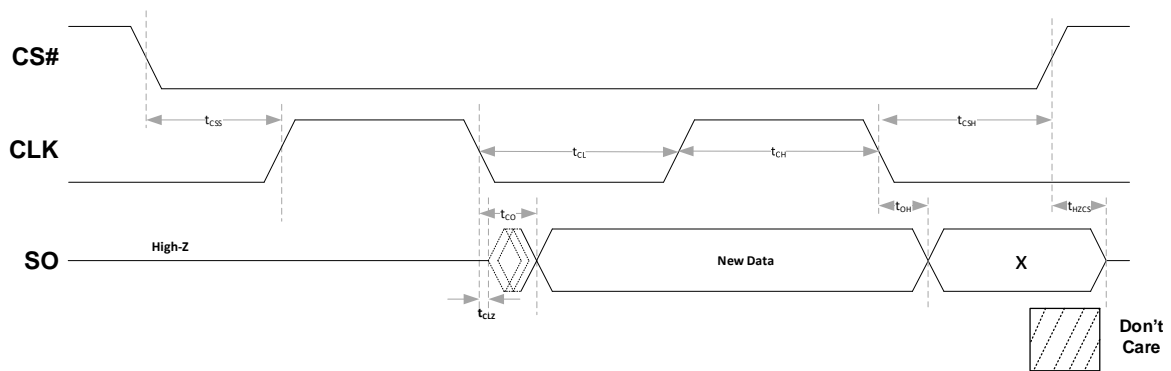 CS#
tCSS
tCSH
CLK
tCL
tCH
tCO
tOH
tHZCS
High-Z
SO
New Data
X
tCLZ
Don't
Care